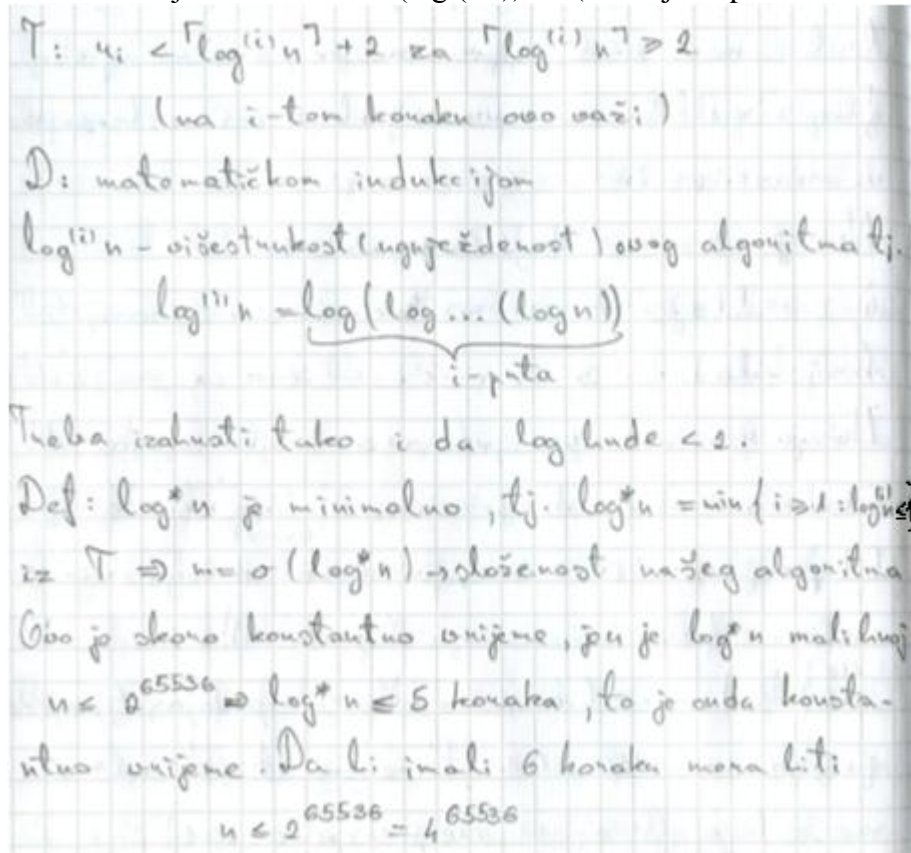 T: n_i < ⌈log^(i) n⌉ + 2 za ⌈log^(i) n⌉ ≥ 2
(na i-tom koraku ovo važi)
D: matematičkom indukcijom
log^(i) n - višestrukost (ugnježdenost) ovog algoritma tj.
log^(i) n = log(log...(log n))
i-puta
Treba izabrati tako i da log bude < 2.
Def: log* n je minimalno, tj. log* n = min{i ≥ 1 : log^(i) n ≤
iz T ⇒ m = o(log* n) → složenost našeg algoritma
Ovo je skoro konstantno vrijeme, jer je log* n mali broj
n ≤ 2^65536 ⇒ log* n ≤ 5 koraka, to je onda konsta-
ntno vrijeme. Da bi imali 6 koraka mora biti
n ≤ 2^65536 = 4^65536